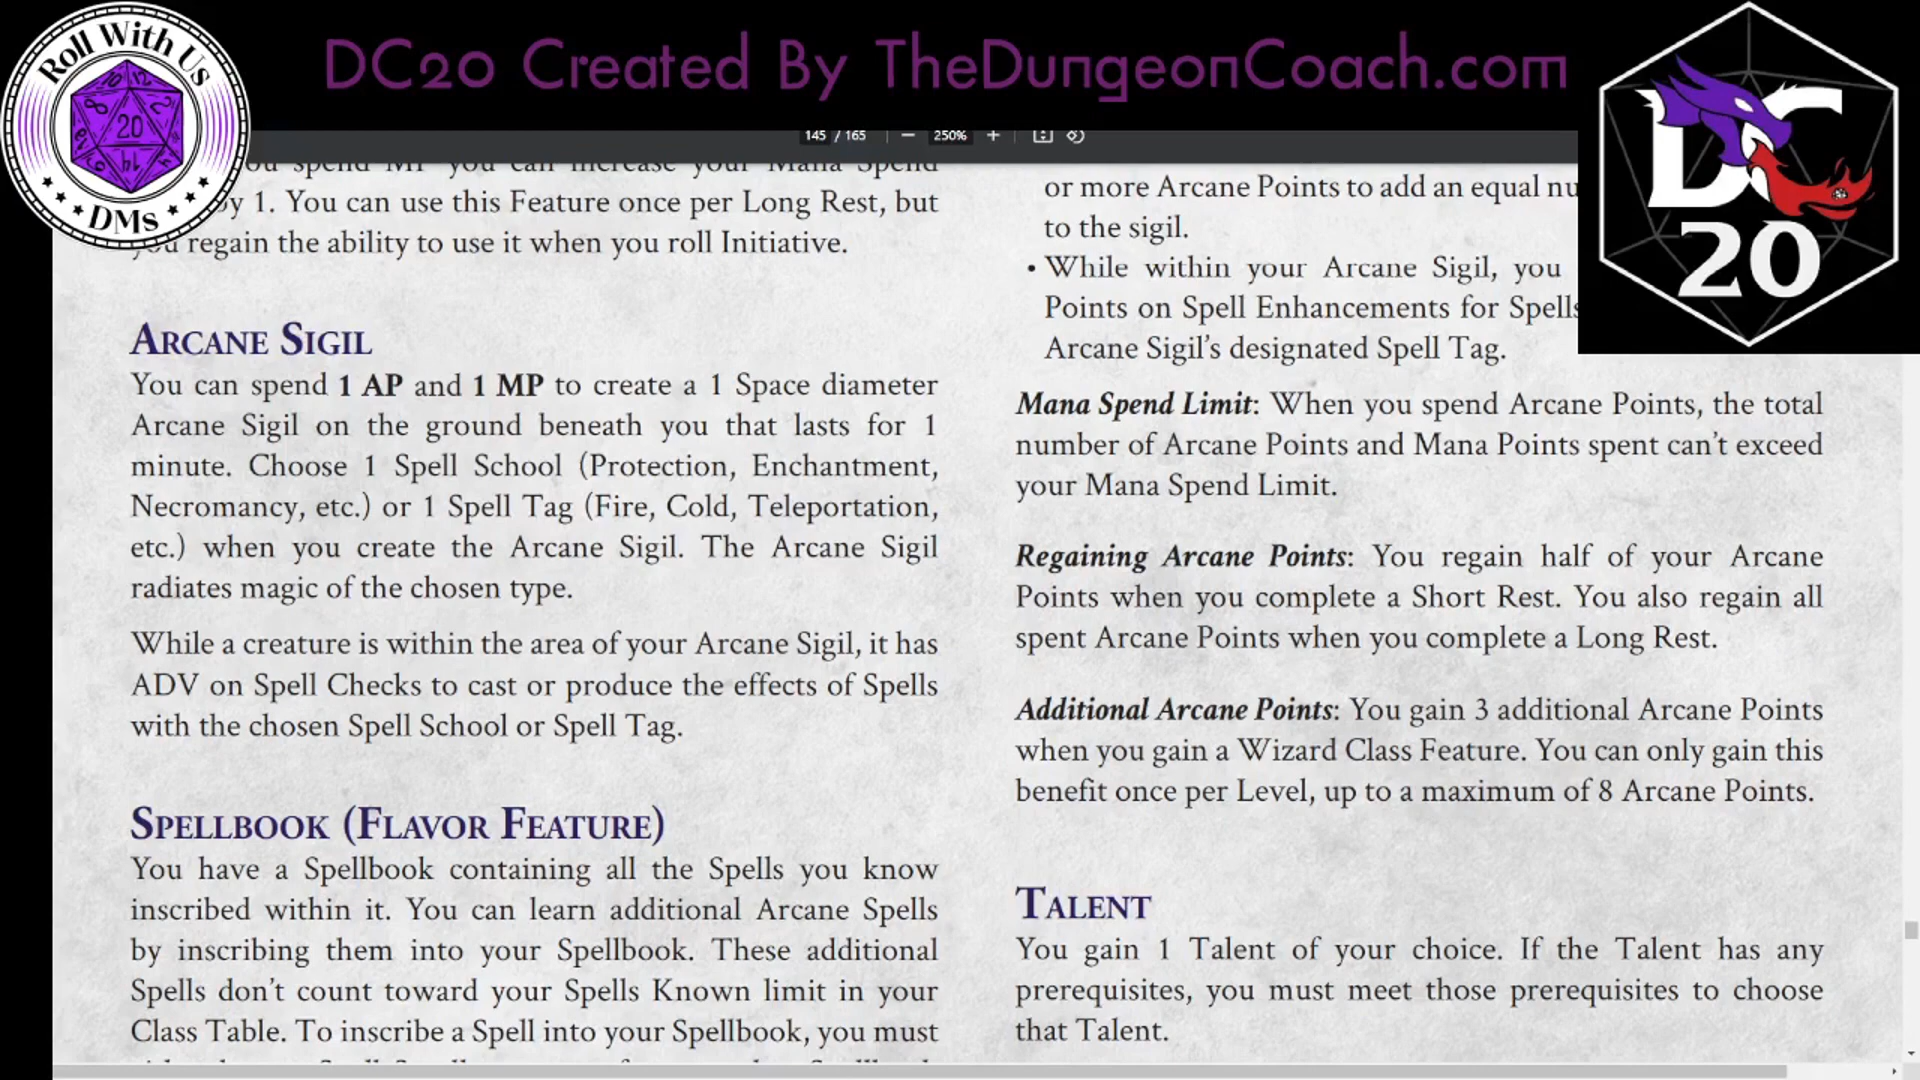 Roll With Us
DMs
20
DC20 Created By TheDungeonCoach.com
DC
20
145 / 165
250%
you spend MP you can increase your Mana Spend
by 1. You can use this Feature once per Long Rest, but
you regain the ability to use it when you roll Initiative.
ARCANE SIGIL
You can spend 1 AP and 1 MP to create a 1 Space diameter
Arcane Sigil on the ground beneath you that lasts for 1
minute. Choose 1 Spell School (Protection, Enchantment,
Necromancy, etc.) or 1 Spell Tag (Fire, Cold, Teleportation,
etc.) when you create the Arcane Sigil. The Arcane Sigil
radiates magic of the chosen type.
While a creature is within the area of your Arcane Sigil, it has
ADV on Spell Checks to cast or produce the effects of Spells
with the chosen Spell School or Spell Tag.
SPELLBOOK (FLAVOR FEATURE)
You have a Spellbook containing all the Spells you know
inscribed within it. You can learn additional Arcane Spells
by inscribing them into your Spellbook. These additional
Spells don't count toward your Spells Known limit in your
Class Table. To inscribe a Spell into your Spellbook, you must
or more Arcane Points to add an equal
to the sigil.
• While within your Arcane Sigil, you
Points on Spell Enhancements for Spells
Arcane Sigil's designated Spell Tag.
Mana Spend Limit: When you spend Arcane Points, the total
number of Arcane Points and Mana Points spent can't exceed
your Mana Spend Limit.
Regaining Arcane Points: You regain half of your Arcane
Points when you complete a Short Rest. You also regain all
spent Arcane Points when you complete a Long Rest.
Additional Arcane Points: You gain 3 additional Arcane Points
when you gain a Wizard Class Feature. You can only gain this
benefit once per Level, up to a maximum of 8 Arcane Points.
TALENT
You gain 1 Talent of your choice. If the Talent has any
prerequisites, you must meet those prerequisites to choose
that Talent.